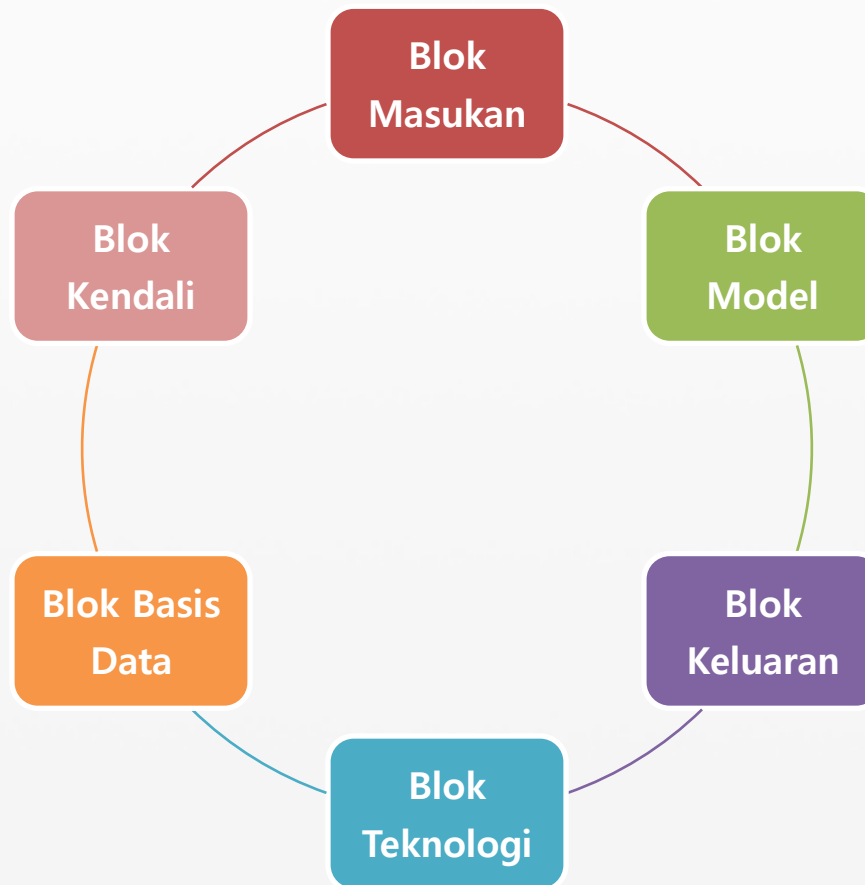 Blok
Masukan
Blok
Model
Blok
Keluaran
Blok
Teknologi
Blok Basis
Data
Blok
Kendali